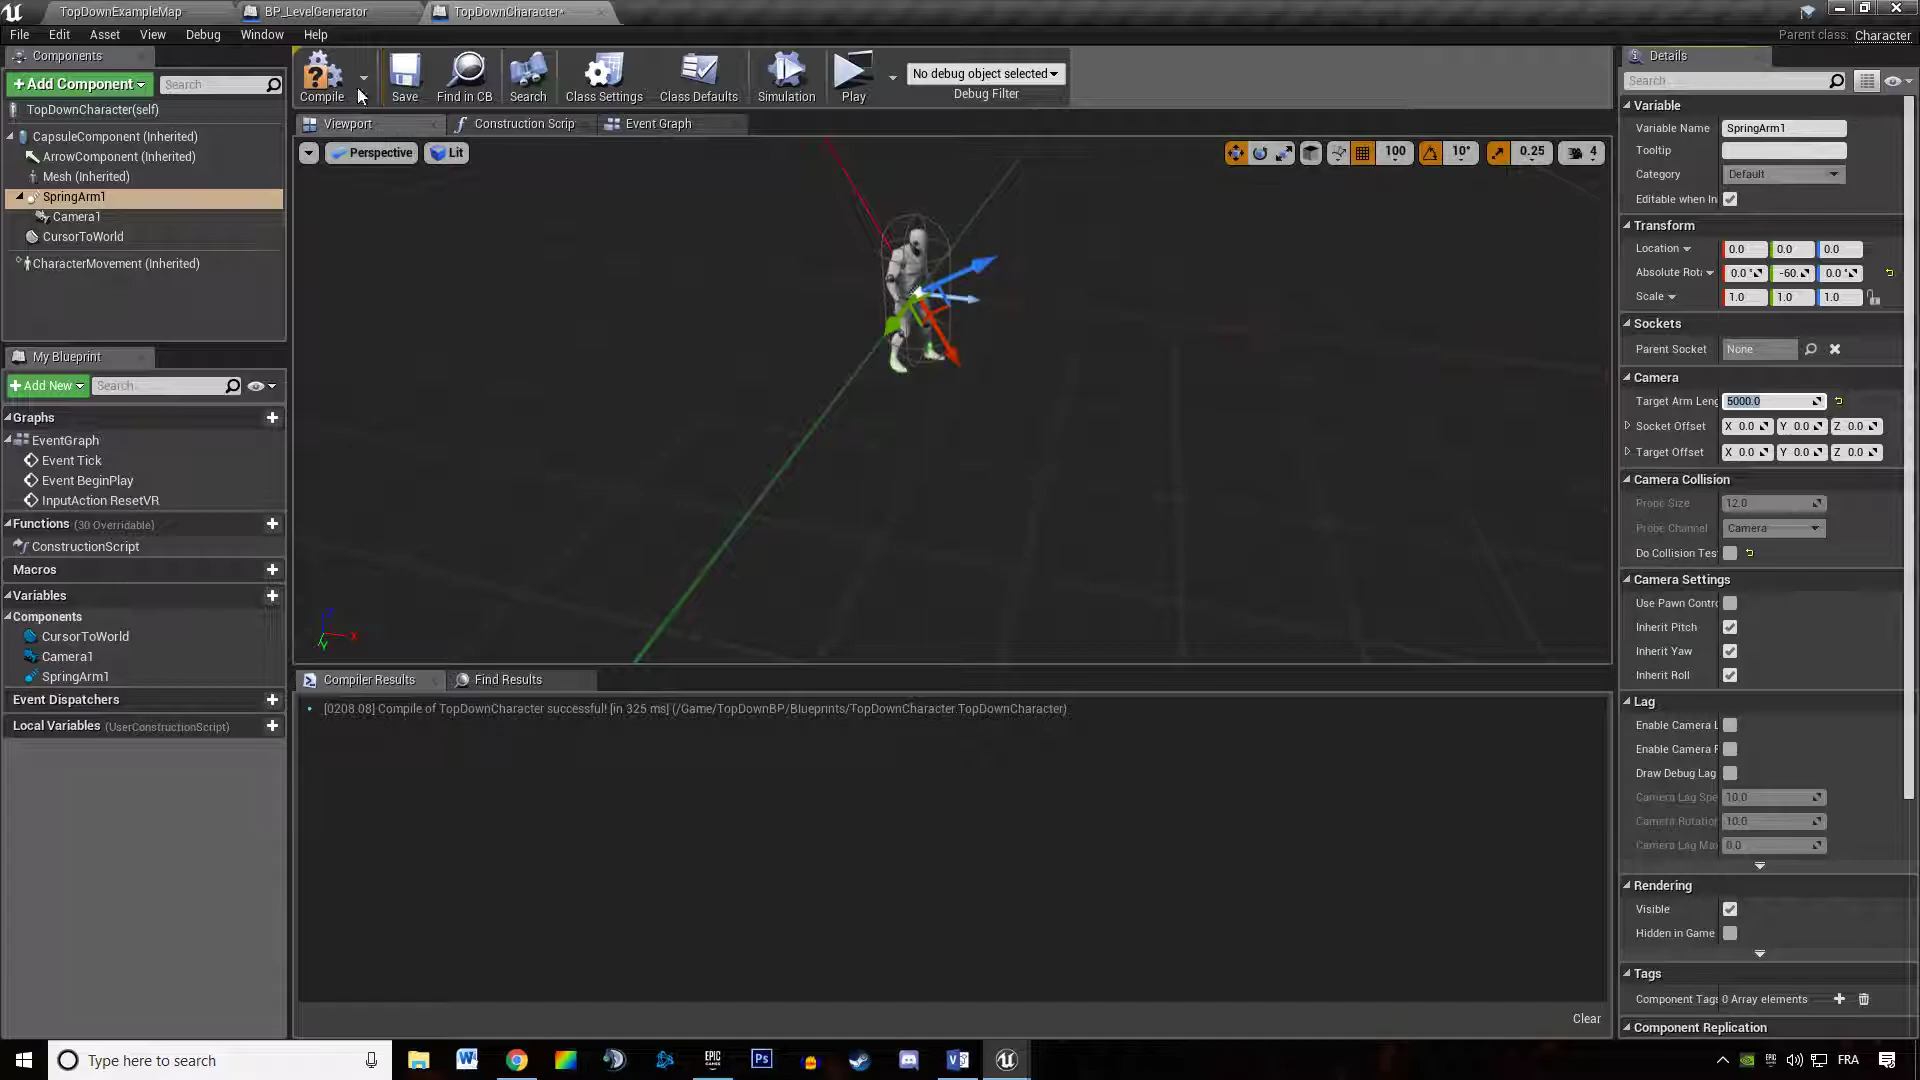 TopDownExampleMap
BP_LevelGenerator
TopDownCharacter*
File Edit Asset View Debug Window Help
Parent class: Character
Components
+Add Component
Search
TopDownCharacter(self)
CapsuleComponent (Inherited)
ArrowComponent (Inherited)
Mesh (Inherited)
SpringArm1
Camera1
CursorToWorld
CharacterMovement (Inherited)
My Blueprint
+Add New
Search
Graphs
EventGraph
Event Tick
Event BeginPlay
InputAction ResetVR
Functions (30 Overridable)
ConstructionScript
Macros
Variables
Components
CursorToWorld
Camera1
SpringArm1
Event Dispatchers
Local Variables (UserConstructionScript)
Compile
Save
Find in CB
Search
Class Settings
Class Defaults
Simulation
Play
No debug object selected
Debug Filter
Viewport
Construction Scrip
Event Graph
Perspective
Lit
100
10°
0.25
4
Z
X
Y
Compiler Results
Find Results
[0208.08] Compile of TopDownCharacter successful! [in 325 ms] (/Game/TopDownBP/Blueprints/TopDownCharacter.TopDownCharacter)
Clear
Details
Search
Variable
Variable Name SpringArm1
Tooltip
Category Default
Editable when In
Transform
Location 0.0 0.0 0.0
Absolute Rot 0.0 ° -60. 0.0 °
Scale 1.0 1.0 1.0
Sockets
Parent Socket None
Camera
Target Arm Leng 5000.0
Socket Offset X 0.0 Y 0.0 Z 0.0
Target Offset X 0.0 Y 0.0 Z 0.0
Camera Collision
Probe Size 12.0
Probe Channel Camera
Do Collision Tes
Camera Settings
Use Pawn Contro
Inherit Pitch
Inherit Yaw
Inherit Roll
Lag
Enable Camera L
Enable Camera R
Draw Debug Lag
Camera Lag Spe 10.0
Camera Rotation 10.0
Camera Lag Max 0.0
Rendering
Visible
Hidden in Game
Tags
Component Tags 0 Array elements
Component Replication
Type here to search
FRA